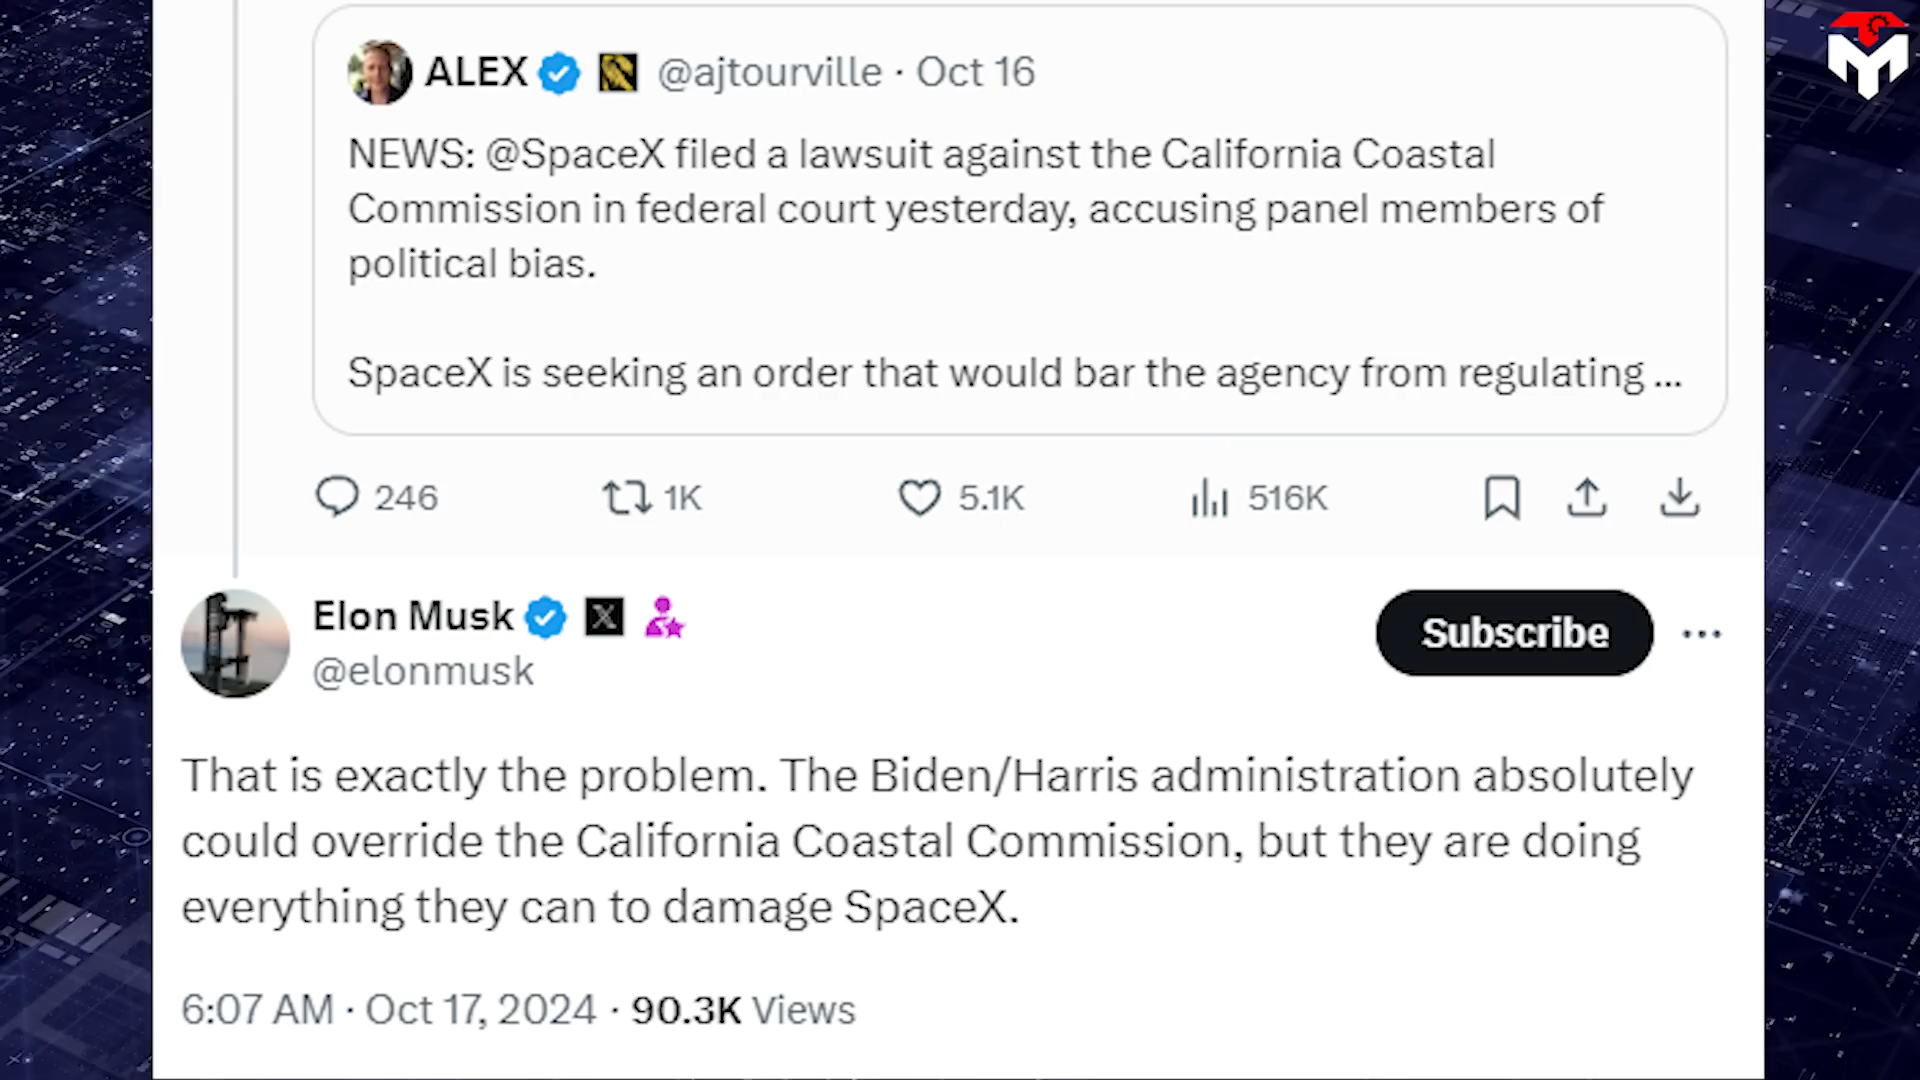 ALEX @ajtourville · Oct 16
NEWS: @SpaceX filed a lawsuit against the California Coastal
Commission in federal court yesterday, accusing panel members of
political bias.
SpaceX is seeking an order that would bar the agency from regulating ...
246 1K 5.1K 516K
Elon Musk X
Subscribe
@elonmusk
That is exactly the problem. The Biden/Harris administration absolutely
could override the California Coastal Commission, but they are doing
everything they can to damage SpaceX.
6:07 AM · Oct 17, 2024 · 90.3K Views